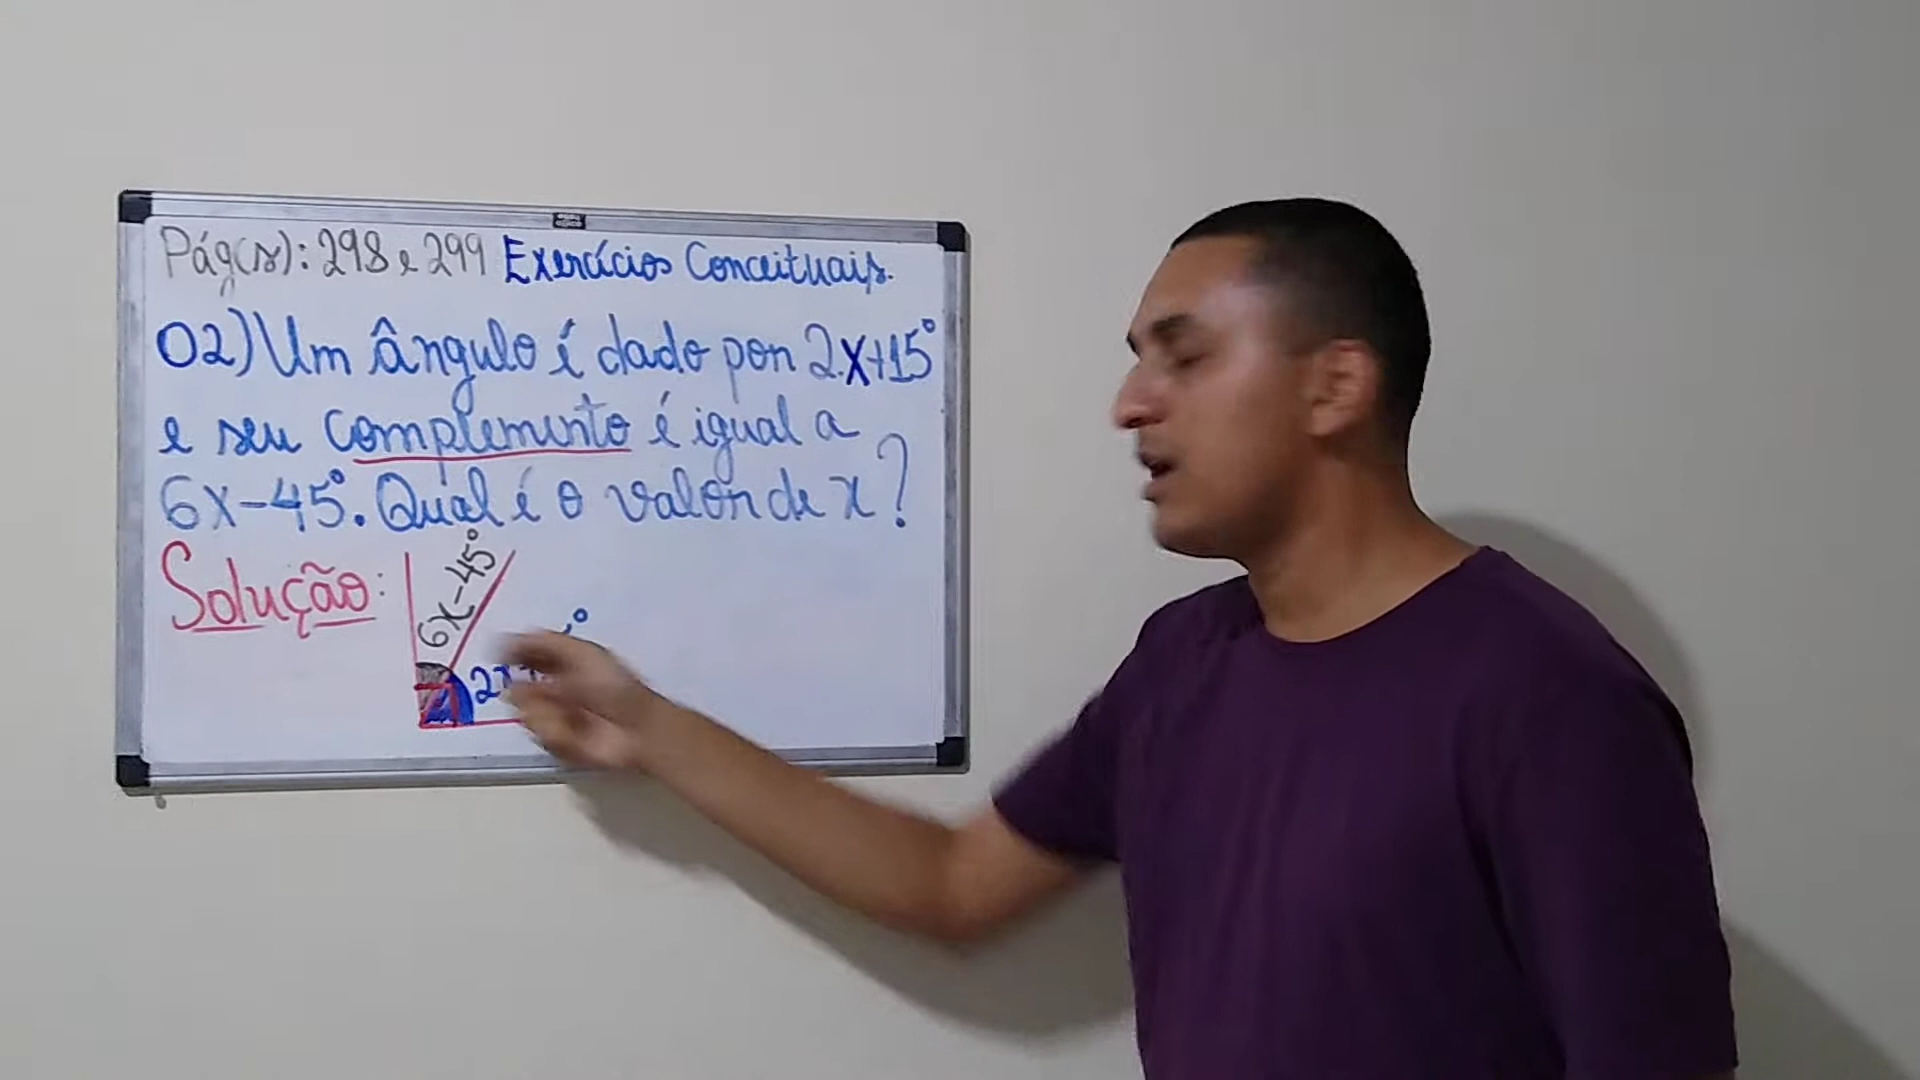 Pág(s): 298 e 299 Exercícios Conceituais.
02) Um ângulo é dado por 2x+15°
e seu complemento é igual a
6x-45°. Qual é o valor de x?
Solução:
6x-45°